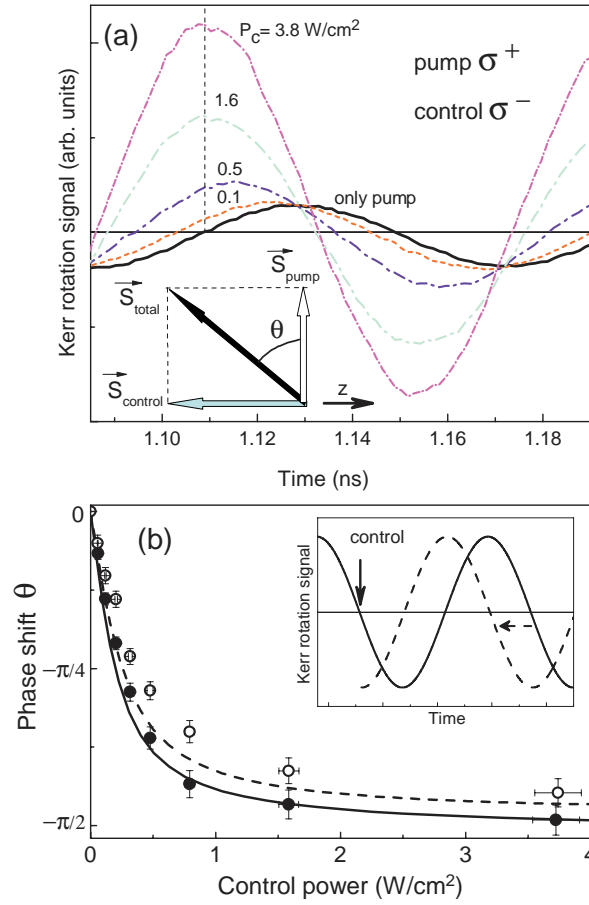 (a)
P_c= 3.8 W/cm²
pump σ⁺
control σ⁻
1.6
0.5
0.1
only pump
Kerr rotation signal (arb. units)
S_pump
S_total
θ
S_control
z
1.10 1.12 1.14 1.16 1.18
Time (ns)
(b)
0
−π/4
−π/2
Phase shift θ
control
Kerr rotation signal
Time
0 1 2 3 4
Control power (W/cm²)